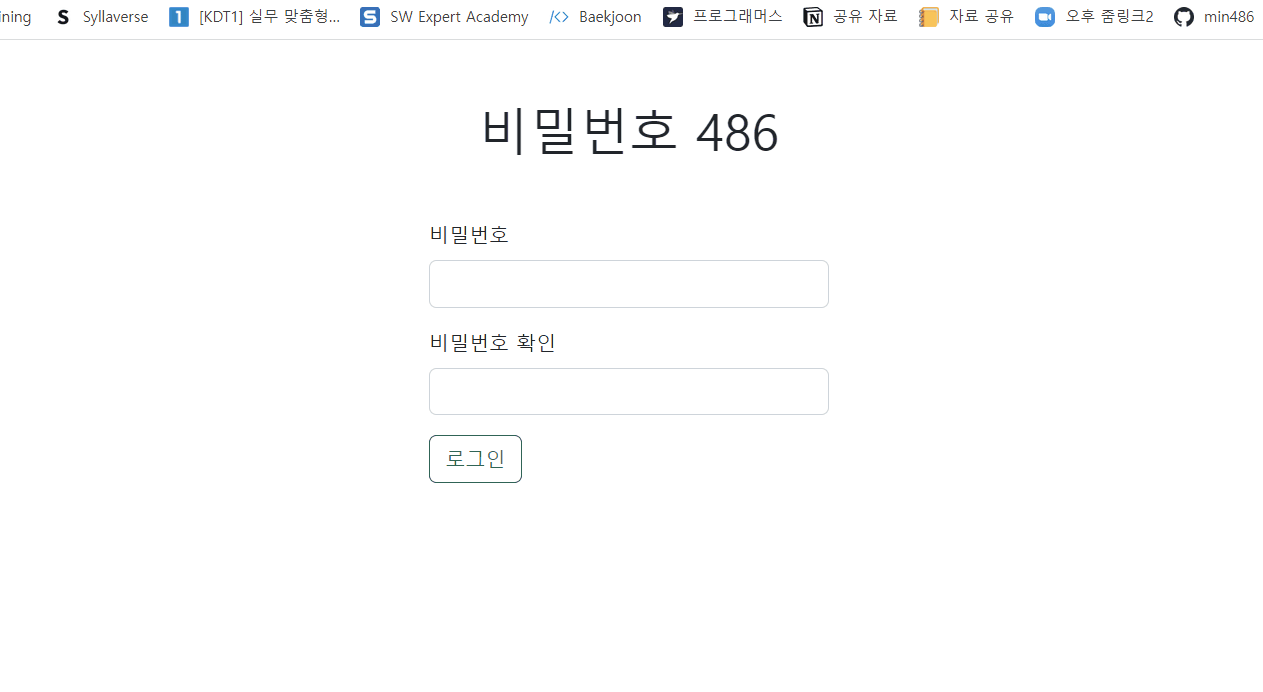 ining Syllaverse [KDT1] 실무 맞춤형... SW Expert Academy </> Baekjoon 프로그래머스 공유 자료 자료 공유 오후 줌링크2 min486
비밀번호 486
비밀번호
비밀번호 확인
로그인